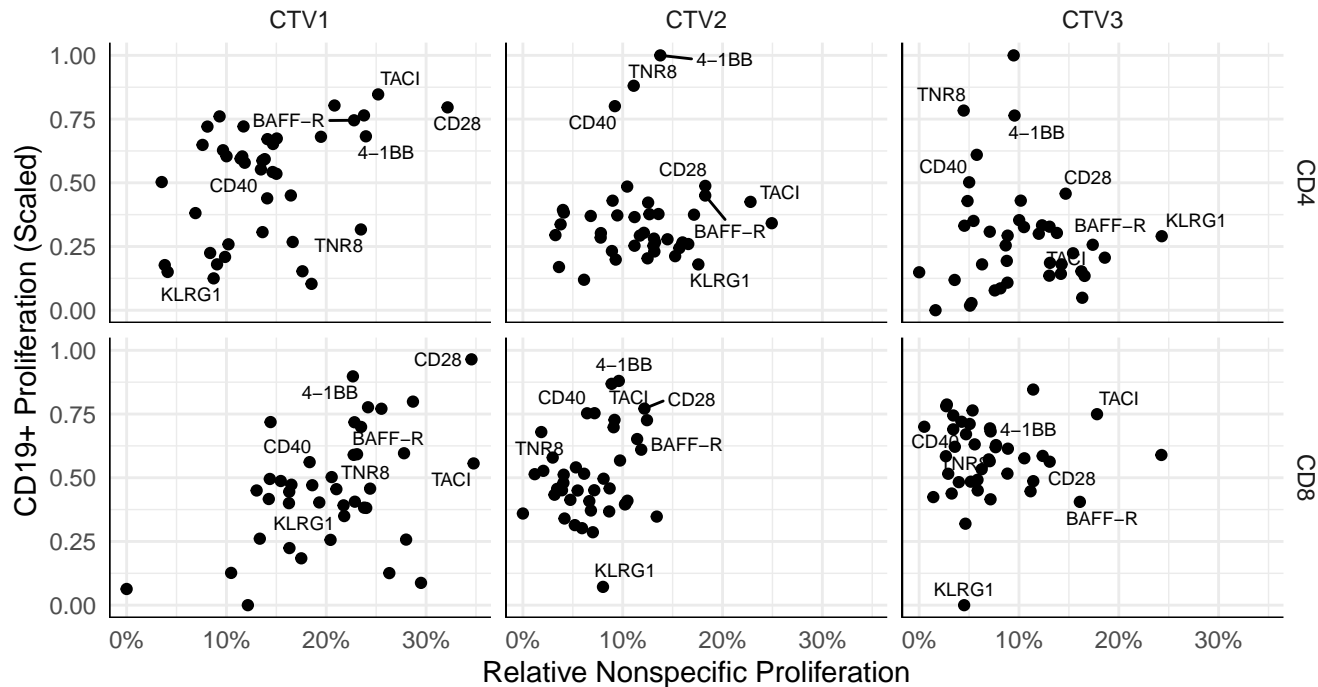 CTV1 CTV2 CTV3
CD19+ Proliferation (Scaled)
1.00
0.75
0.50
0.25
0.00
TACI
BAFF−R
CD28
4−1BB
CD40
TNR8
KLRG1
4−1BB
TNR8
CD40
CD28
TACI
BAFF−R
KLRG1
TNR8
4−1BB
CD40
CD28
BAFF−R
KLRG1
TACI
CD4
1.00
0.75
0.50
0.25
0.00
CD28
4−1BB
BAFF−R
CD40
TNR8
TACI
KLRG1
4−1BB
CD40
TACI
CD28
TNR8
BAFF−R
KLRG1
TACI
CD40
4−1BB
TNR8
CD28
BAFF−R
KLRG1
CD8
0% 10% 20% 30% 0% 10% 20% 30% 0% 10% 20% 30%
Relative Nonspecific Proliferation